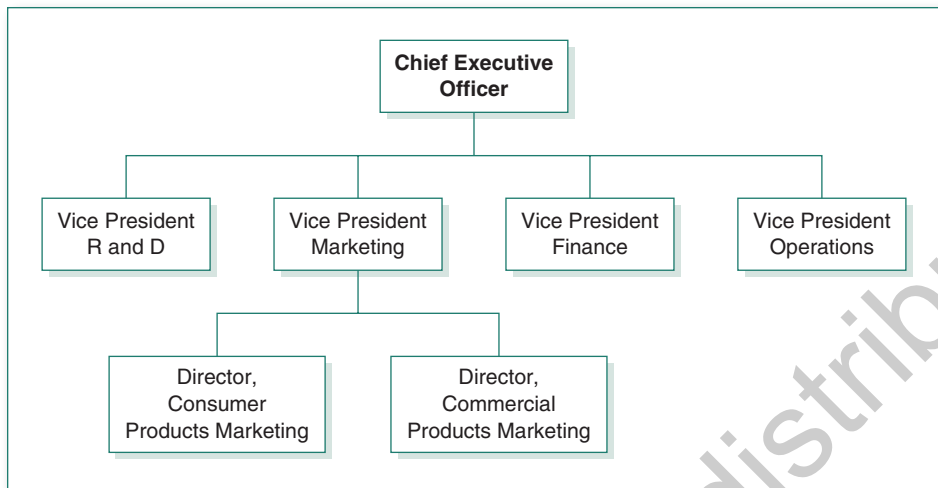 Chief Executive
Officer
Vice President
R and D
Vice President
Marketing
Vice President
Finance
Vice President
Operations
Director,
Consumer
Products Marketing
Director,
Commercial
Products Marketing